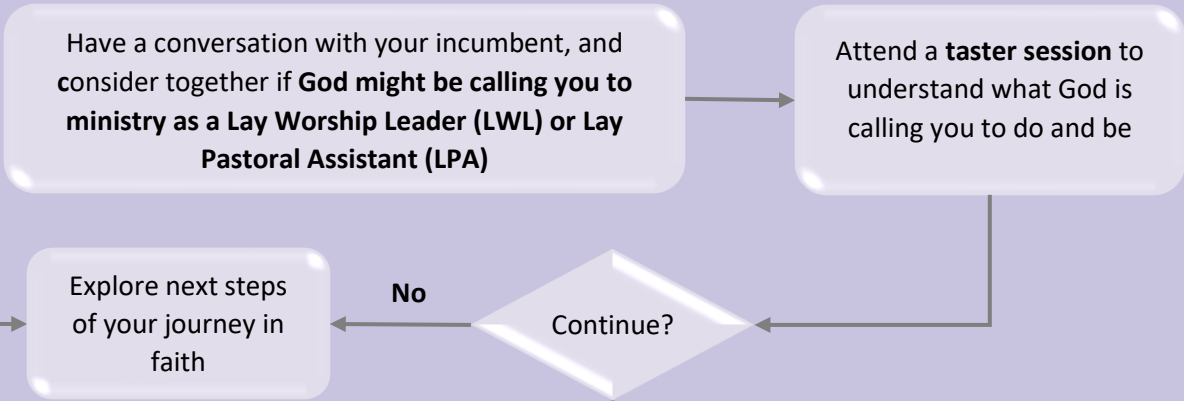 Have a conversation with your incumbent, and
consider together if God might be calling you to
ministry as a Lay Worship Leader (LWL) or Lay
Pastoral Assistant (LPA)
Attend a taster session to
understand what God is
calling you to do and be
Explore next steps
of your journey in
faith
No
Continue?